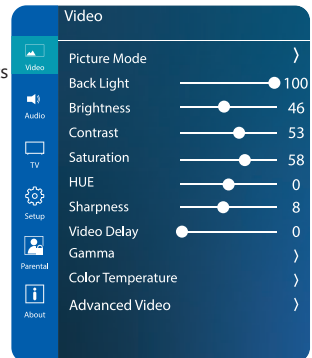 Video
s
Video
Audio
TV
Setup
Parental
About
Picture Mode 〉
Back Light 100
Brightness 46
Contrast 53
Saturation 58
HUE 0
Sharpness 8
Video Delay 0
Gamma 〉
Color Temperature 〉
Advanced Video 〉